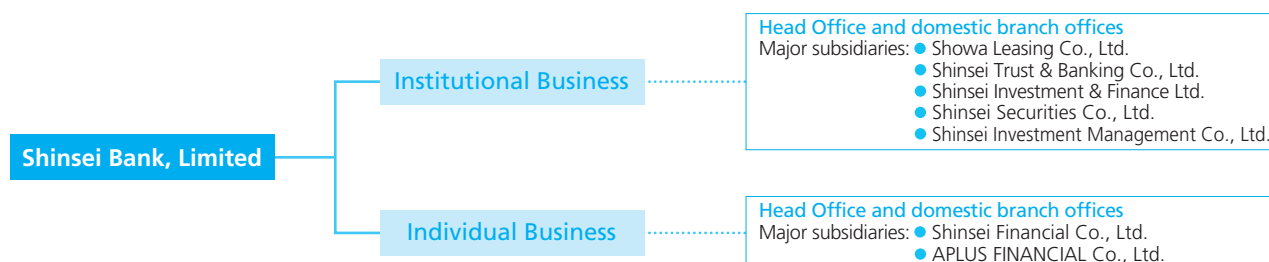 Head Office and domestic branch offices
Major subsidiaries: ● Showa Leasing Co., Ltd.
● Shinsei Trust & Banking Co., Ltd.
● Shinsei Investment & Finance Ltd.
● Shinsei Securities Co., Ltd.
● Shinsei Investment Management Co., Ltd.
Institutional Business
Shinsei Bank, Limited
Individual Business
Head Office and domestic branch offices
Major subsidiaries: ● Shinsei Financial Co., Ltd.
● APLUS FINANCIAL Co., Ltd.